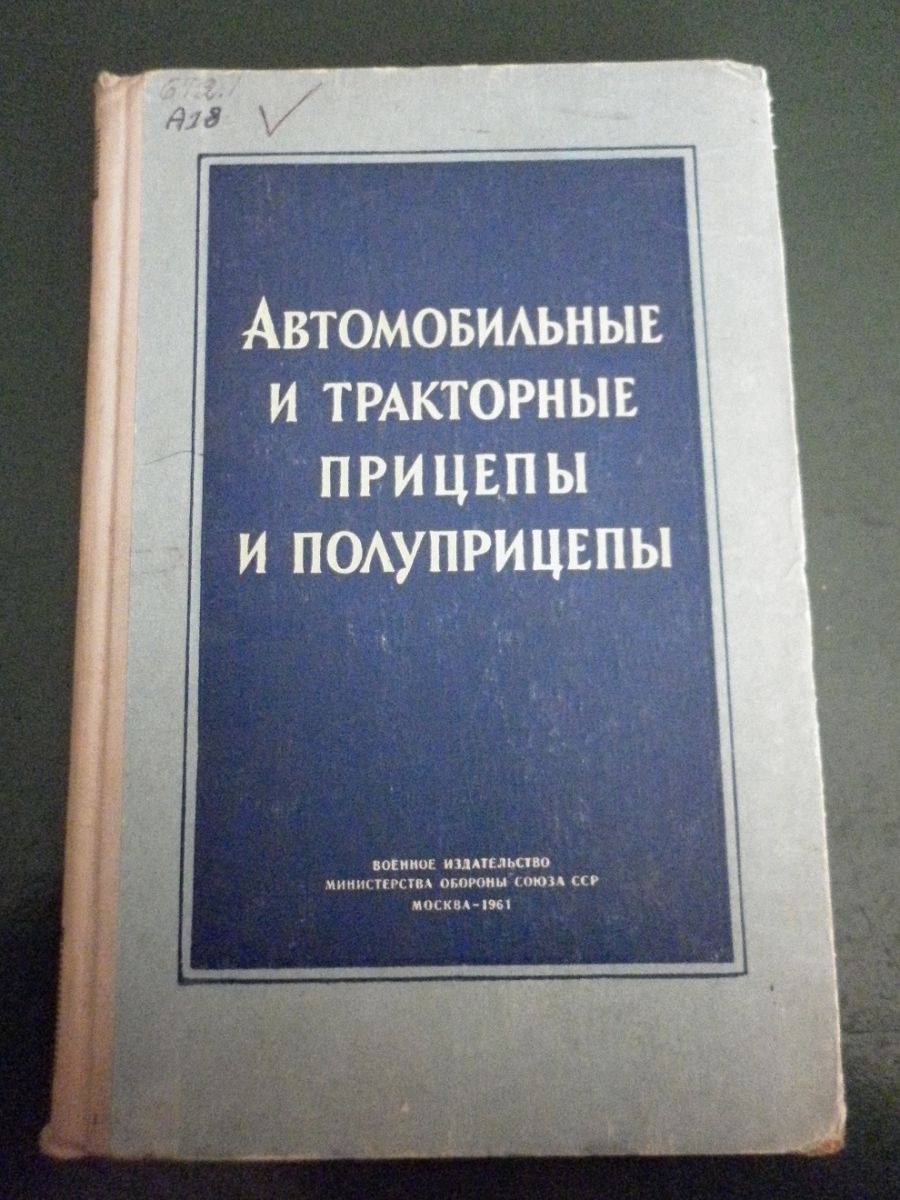 А18
Автомобильные
и тракторные
прицепы
и полуприцепы
ВОЕННОЕ ИЗДАТЕЛЬСТВО
МИНИСТЕРСТВА ОБОРОНЫ СОЮЗА ССР
МОСКВА – 1961